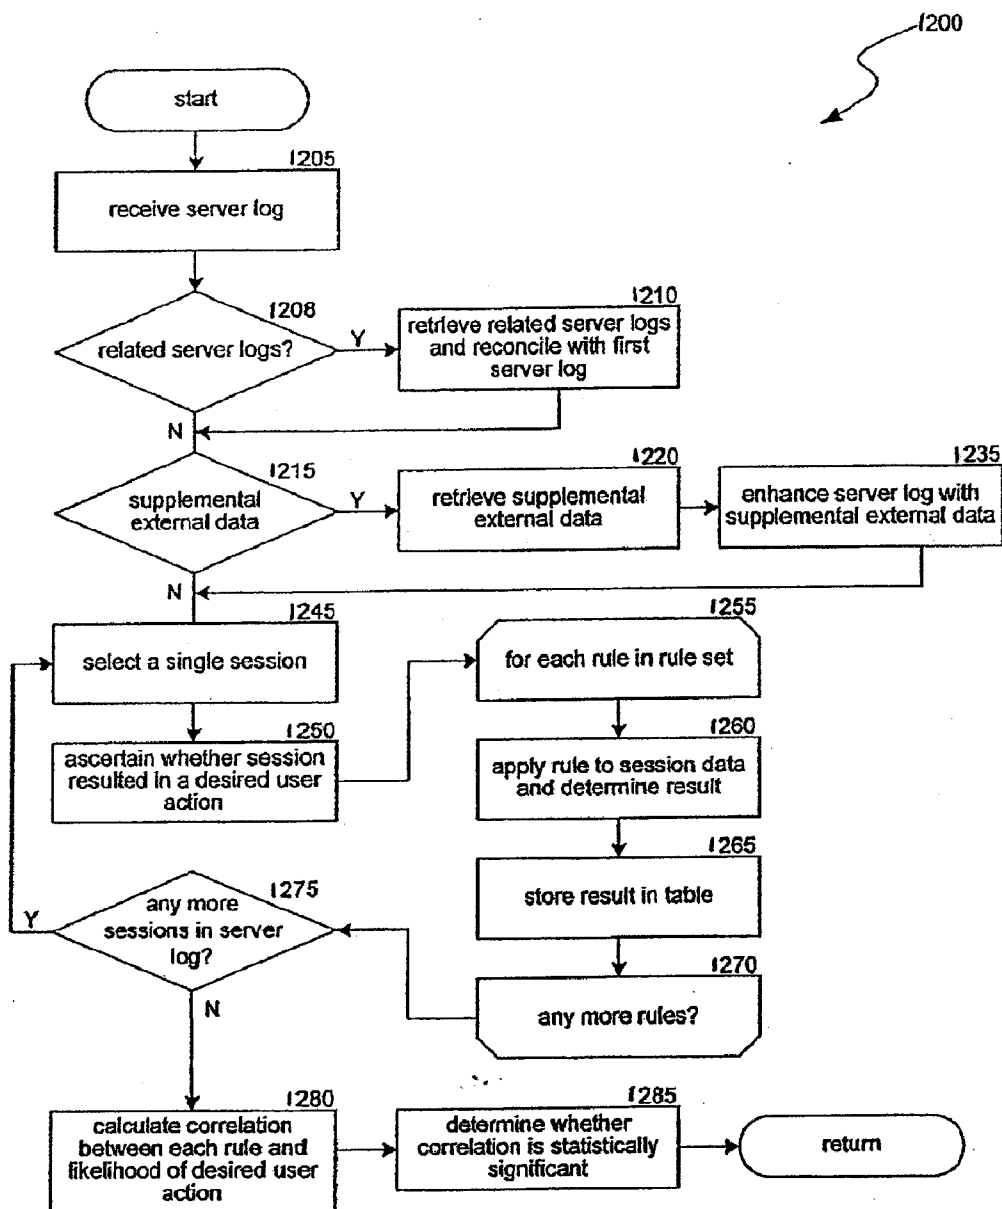 1200
start
1205
receive server log
1208
related server logs?
Y
N
1210
retrieve related server logs
and reconcile with first
server log
1215
supplemental
external data
Y
N
1220
retrieve supplemental
external data
1235
enhance server log with
supplemental external data
1245
select a single session
1250
ascertain whether session
resulted in a desired user
action
1255
for each rule in rule set
1260
apply rule to session data
and determine result
1265
store result in table
1270
any more rules?
1275
any more
sessions in server
log?
Y
N
1280
calculate correlation
between each rule and
likelihood of desired user
action
1285
determine whether
correlation is statistically
significant
return